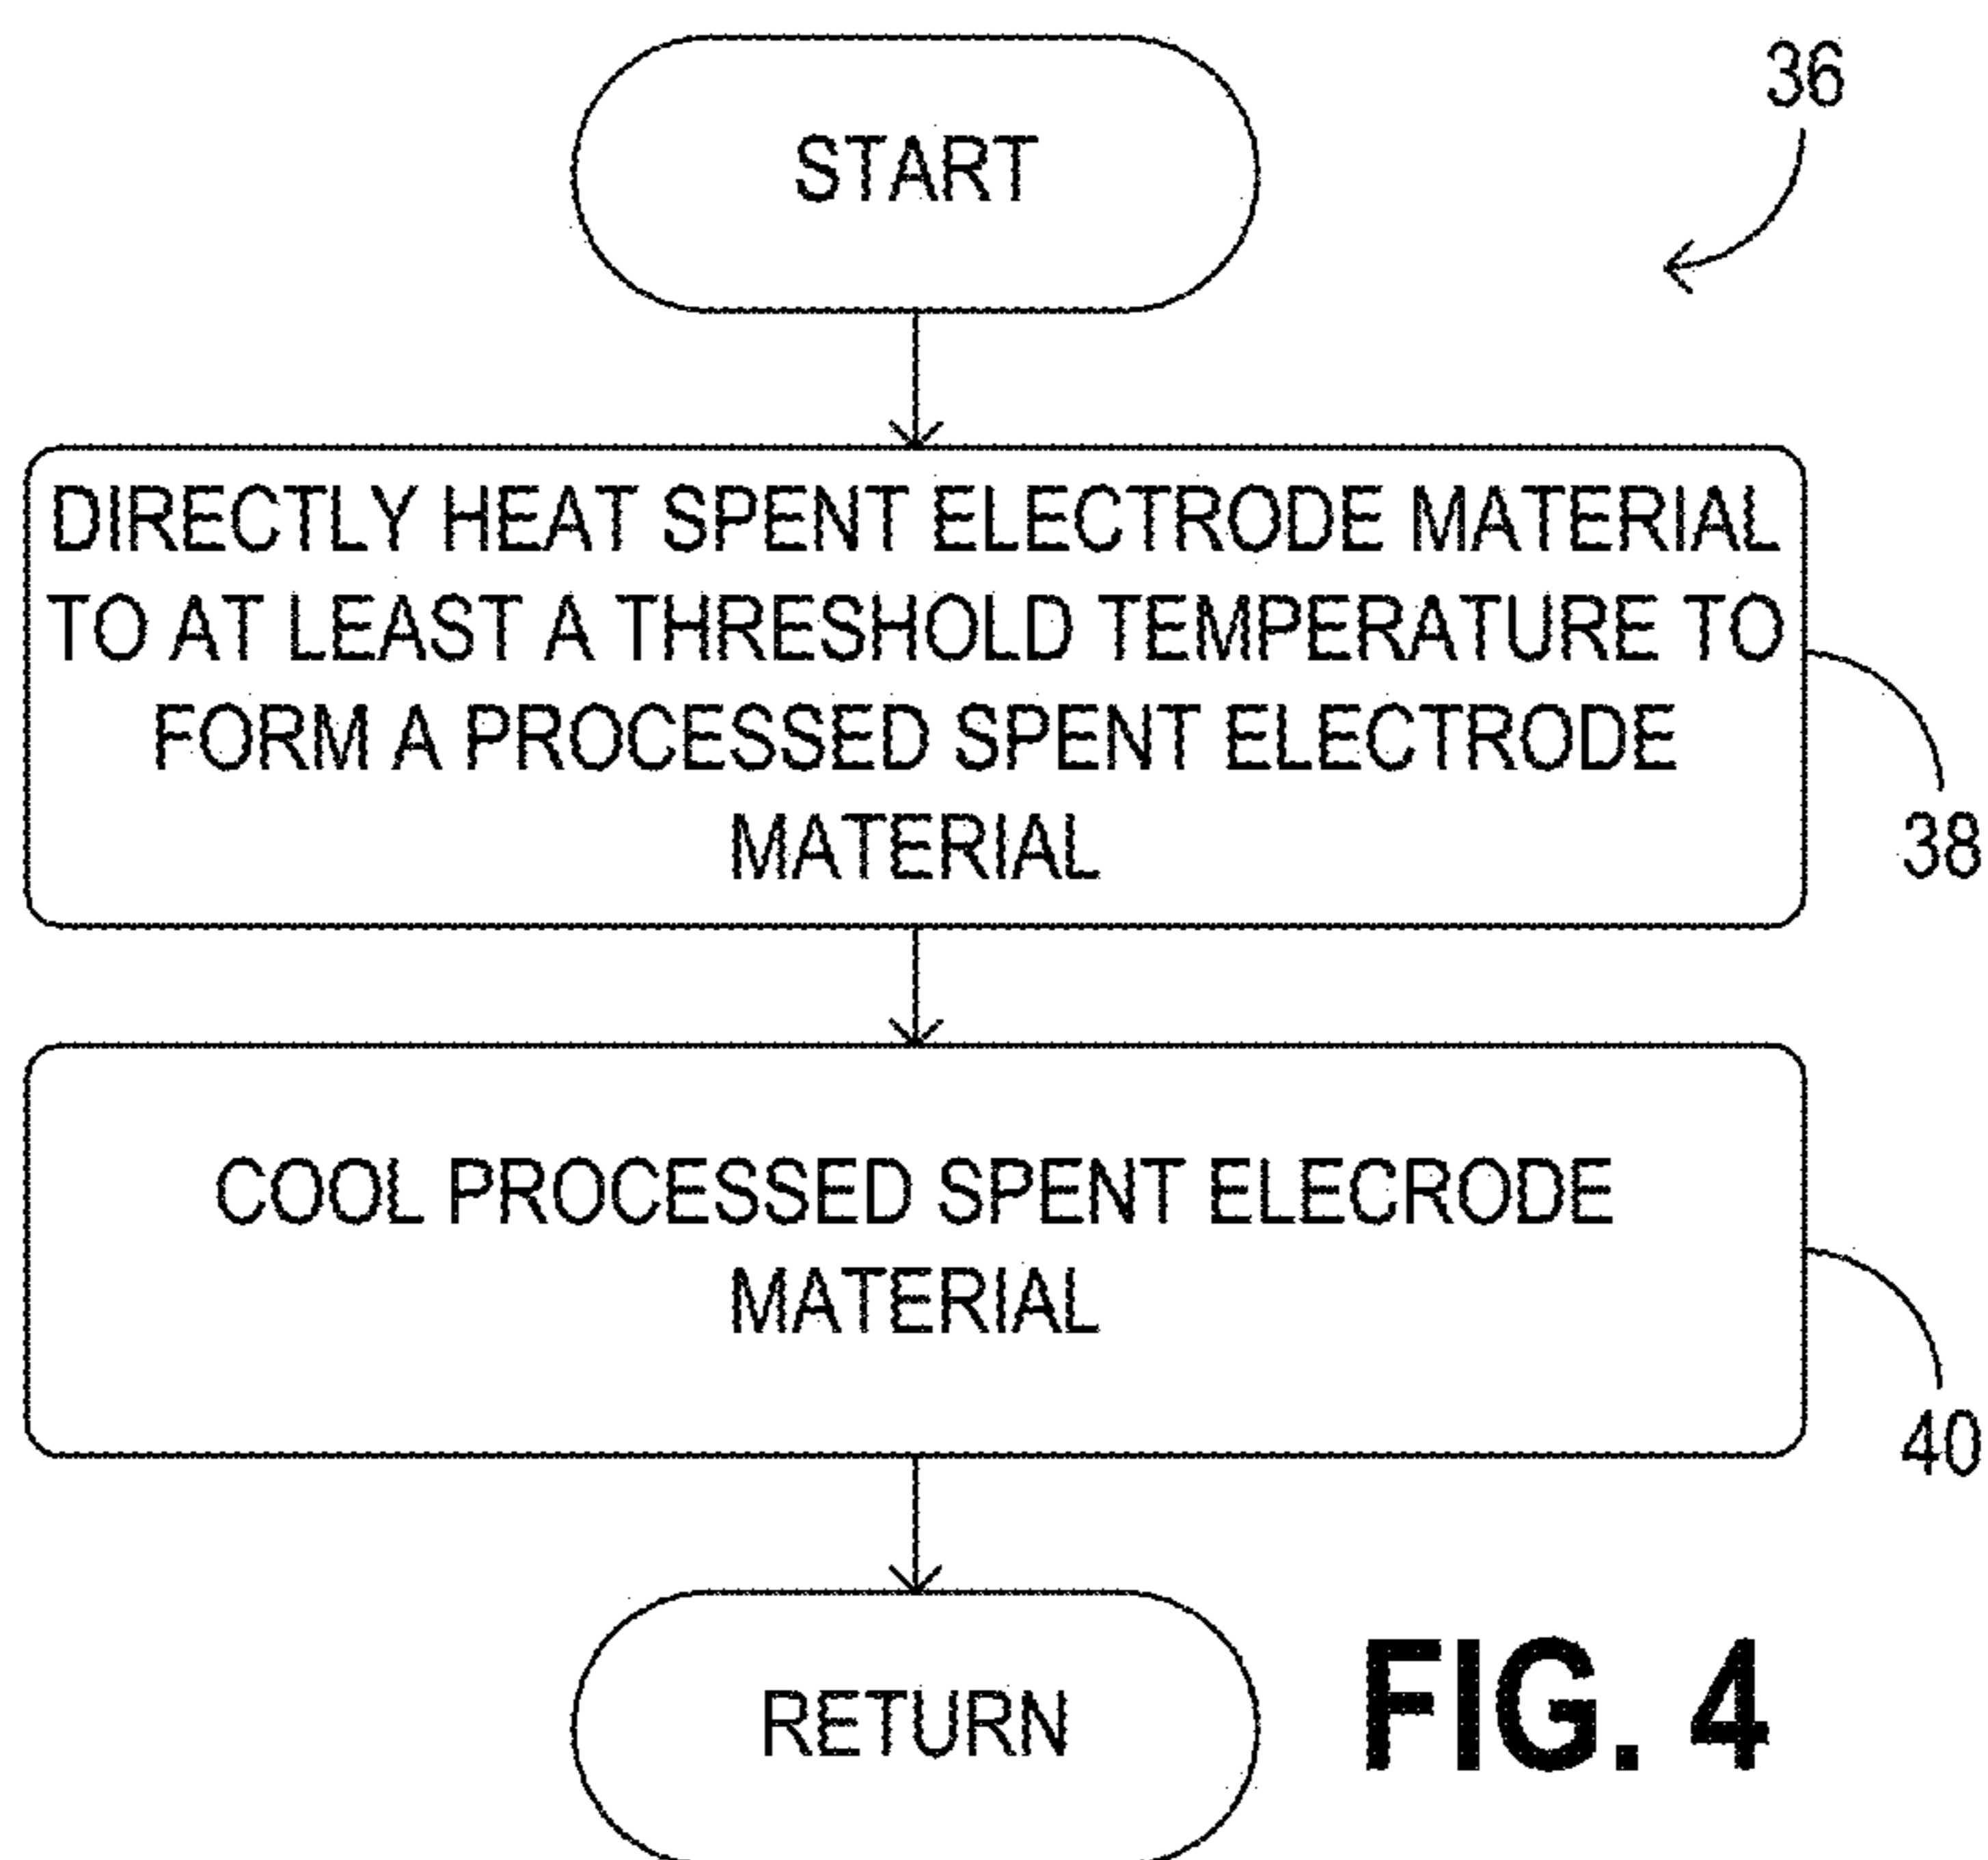 START
36
DIRECTLY HEAT SPENT ELECTRODE MATERIAL
TO AT LEAST A THRESHOLD TEMPERATURE TO
FORM A PROCESSED SPENT ELECTRODE
MATERIAL
38
COOL PROCESSED SPENT ELECRODE
MATERIAL
40
RETURN
FIG. 4